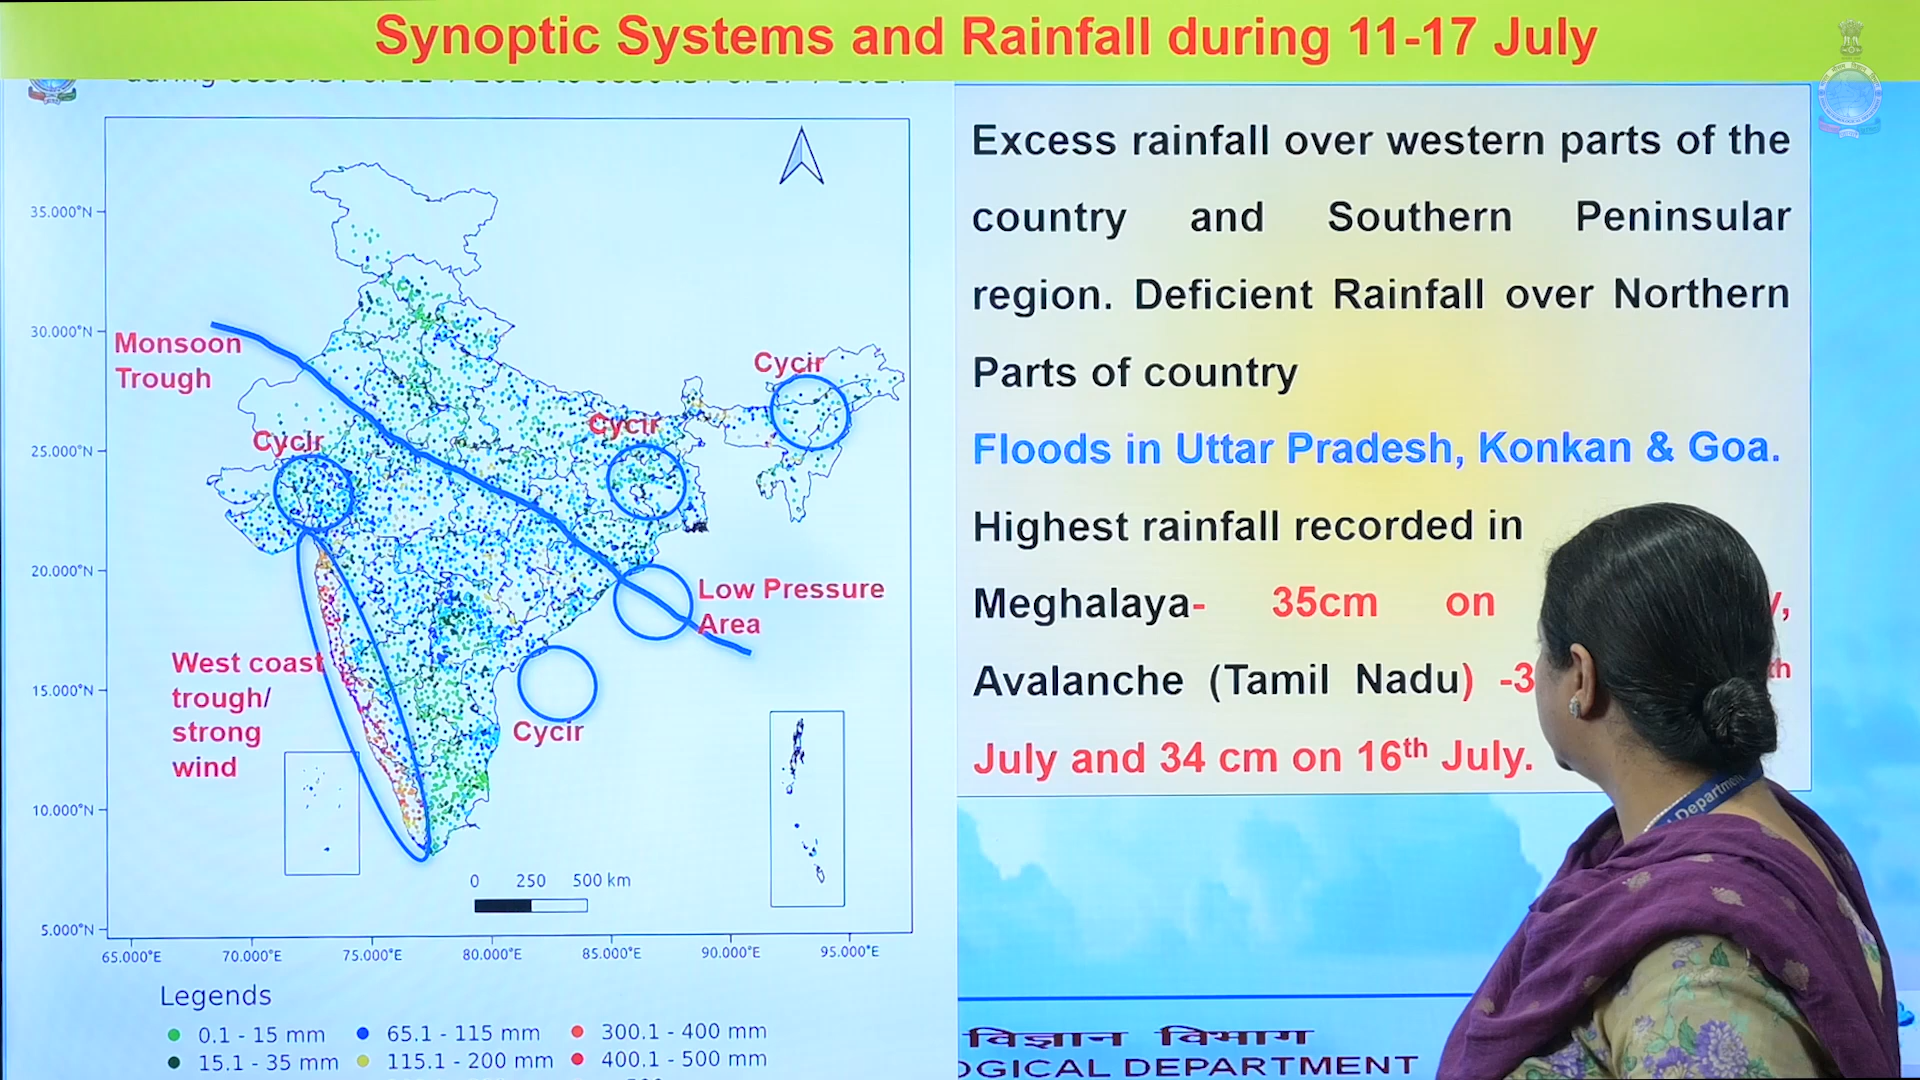 Synoptic Systems and Rainfall during 11-17 July
Excess rainfall over western parts of the
country and Southern Peninsular
region. Deficient Rainfall over Northern
Parts of country
Floods in Uttar Pradesh, Konkan & Goa.
Highest rainfall recorded in
Meghalaya- 35cm on
Avalanche (Tamil Nadu) -3 th
July and 34 cm on 16th July.
35.000°N
30.000°N
25.000°N
20.000°N
15.000°N
10.000°N
5.000°N
65.000°E 70.000°E 75.000°E 80.000°E 85.000°E 90.000°E 95.000°E
Monsoon
Trough
Cycir
Cycir
Cycir
Low Pressure
Area
Cycir
West coast
trough/
strong
wind
0 250 500 km
Legends
0.1 - 15 mm 65.1 - 115 mm 300.1 - 400 mm
15.1 - 35 mm 115.1 - 200 mm 400.1 - 500 mm
विज्ञान विभाग
OGICAL DEPARTMENT
Department